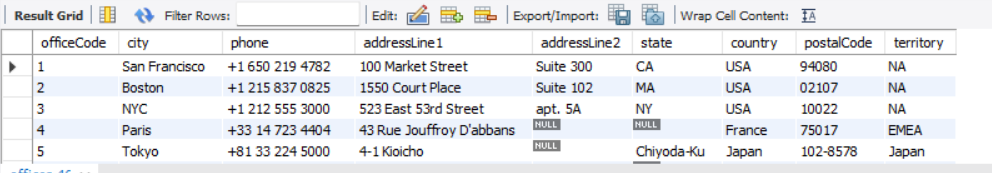 Result Grid Filter Rows: Edit: Export/Import: Wrap Cell Content: IA
officeCode city phone addressLine1 addressLine2 state country postalCode territory
1 San Francisco +1 650 219 4782 100 Market Street Suite 300 CA USA 94080 NA
2 Boston +1 215 837 0825 1550 Court Place Suite 102 MA USA 02107 NA
3 NYC +1 212 555 3000 523 East 53rd Street apt. 5A NY USA 10022 NA
4 Paris +33 14 723 4404 43 Rue Jouffroy D'abbans NULL NULL France 75017 EMEA
5 Tokyo +81 33 224 5000 4-1 Kioicho NULL Chiyoda-Ku Japan 102-8578 Japan